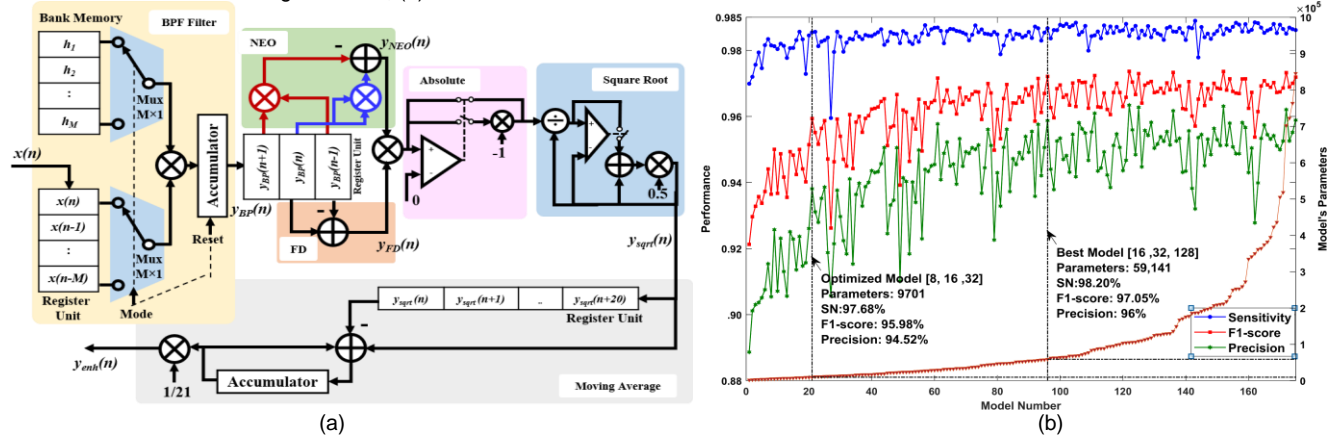 Bank Memory
BPF Filter
h1
h2
:
hM
Mux
M×1
x(n)
x(n)
x(n-1)
:
x(n-M)
Register
Unit
Mux
M×1
Mode
Accumulator
Reset
yBP(n)
NEO
-
yNEO(n)
yBP(n+1)
yBP(n)
yBP(n-1)
Register Unit
-
FD
yFD(n)
Absolute
+
-
0
-1
Square Root
+
-
0.5
ysqrt(n)
ysqrt(n)
ysqrt(n+1)
..
ysqrt(n+20)
Register Unit
-
yenh(n)
1/21
Accumulator
Moving Average
(a)
×10^5
0.985
0.98
0.96
0.94
0.92
.90
0.88
Performance
10
9
8
7
6
5
4
3
2
1
0
Model's Parameters
Optimized Model [8, 16 ,32]
Parameters: 9701
SN:97.68%
F1-score: 95.98%
Precision: 94.52%
Best Model [16 ,32, 128]
Parameters: 59,141
SN:98.20%
F1-score: 97.05%
Precision: 96%
Sensitivity
F1-score
Precision
0 20 40 60 80 100 120 140 160
Model Number
(b)